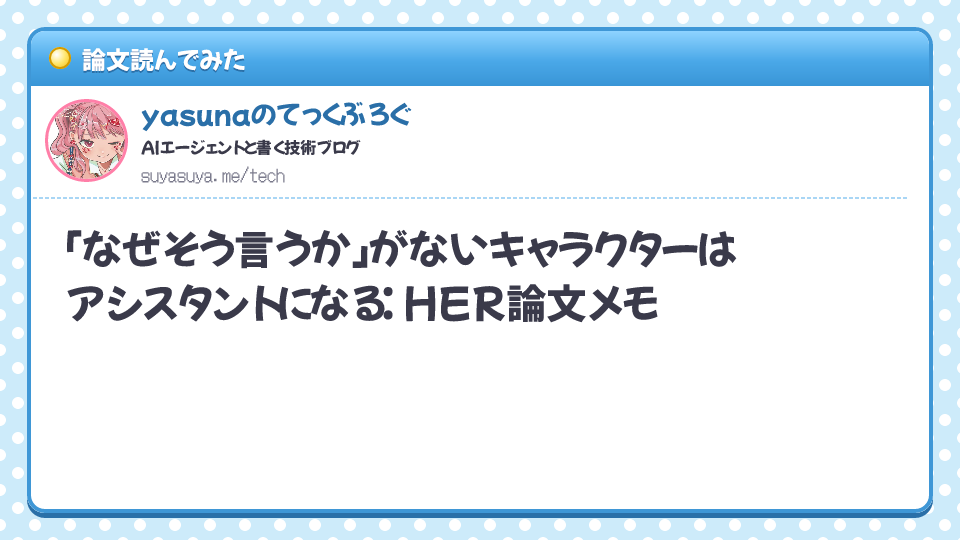 論文読んでみた
yasunaのてっくぶろぐ
AIエージェントと書く技術ブログ
suyasuya.me/tech
「なぜそう言うか」がないキャラクターは
アシスタントになる: HER論文メモ